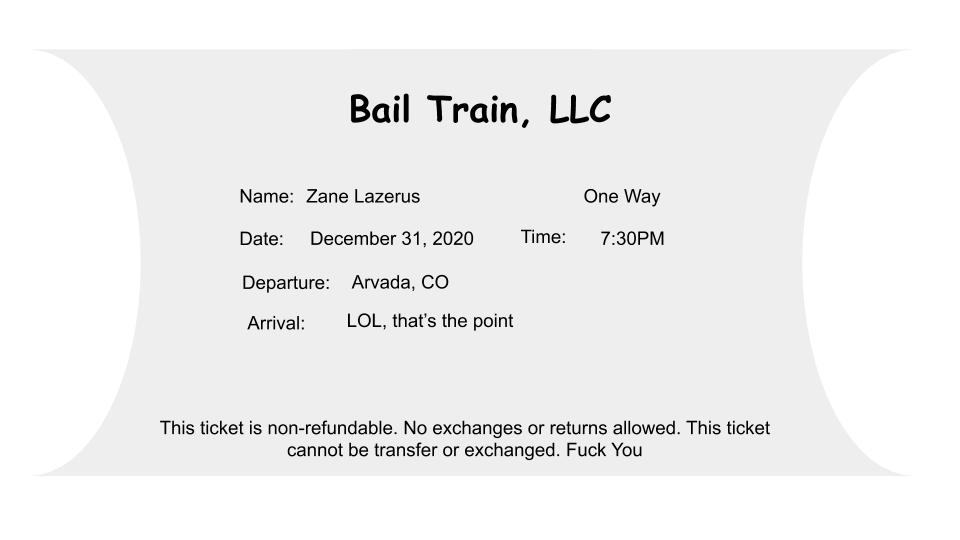 Bail Train, LLC
Name: Zane Lazerus One Way
Date: December 31, 2020 Time: 7:30PM
Departure: Arvada, CO
Arrival: LOL, that’s the point
This ticket is non-refundable. No exchanges or returns allowed. This ticket
cannot be transfer or exchanged. Fuck You